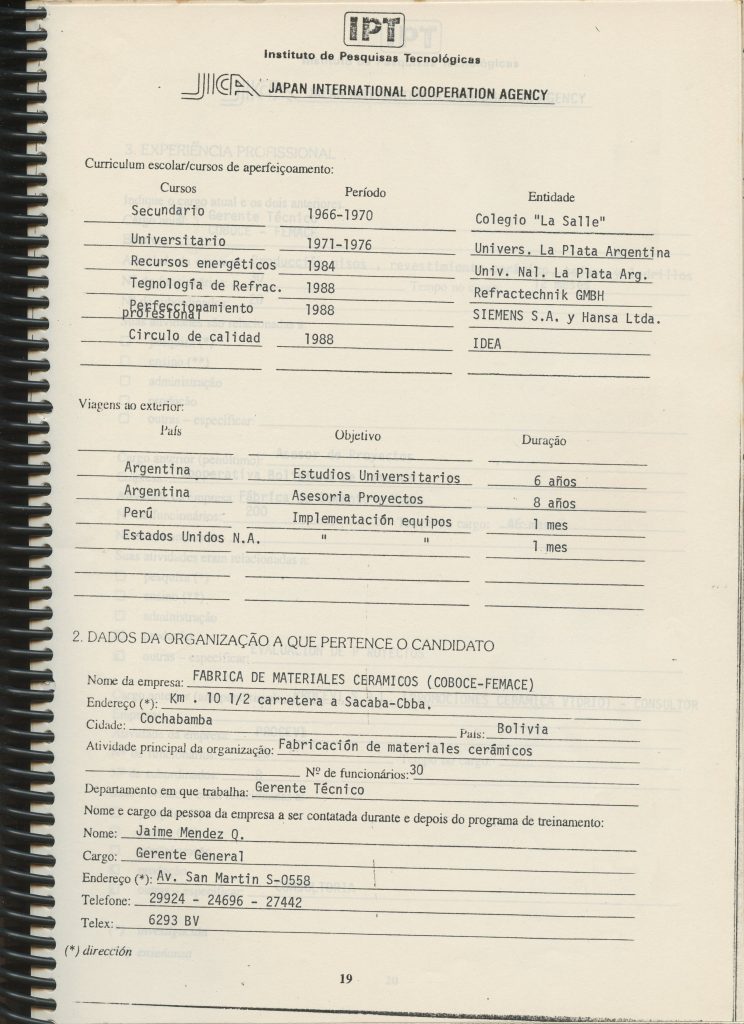 IPT
Instituto de Pesquisas Tecnológicas
JICA JAPAN INTERNATIONAL COOPERATION AGENCY
3. EXPERIÊNCIA PROFISSIONAL
Curriculum escolar/cursos de aperfeiçoamento:
Cursos Período Entidade
Secundario 1966-1970 Colegio "La Salle"
Universitario 1971-1976 Univers. La Plata Argentina
Recursos energéticos 1984 Univ. Nal. La Plata Arg.
Tegnología de Refrac. 1988 Refractechnik GMBH
Perfeccionamiento 1988 SIEMENS S.A. y Hansa Ltda.
profesional
Circulo de calidad 1988 IDEA
Viagens ao exterior:
País Objetivo Duração
Argentina Estudios Universitarios 6 años
Argentina Asesoria Proyectos 8 años
Perú Implementación equipos 1 mes
Estados Unidos N.A. " " 1 mes
2. DADOS DA ORGANIZAÇÃO A QUE PERTENCE O CANDIDATO
Nome da empresa: FABRICA DE MATERIALES CERAMICOS (COBOCE-FEMACE)
Endereço (*): Km . 10 1/2 carretera a Sacaba-Cbba.
Cidade: Cochabamba País: Bolivia
Atividade principal da organização: Fabricación de materiales cerámicos
Nº de funcionários: 30
Departamento em que trabalha: Gerente Técnico
Nome e cargo da pessoa da empresa a ser contatada durante e depois do programa de treinamento:
Nome: Jaime Mendez Q.
Cargo: Gerente General
Endereço (*): Av. San Martin S-0558
Telefone: 29924 - 24696 - 27442
Telex: 6293 BV
(*) dirección
19